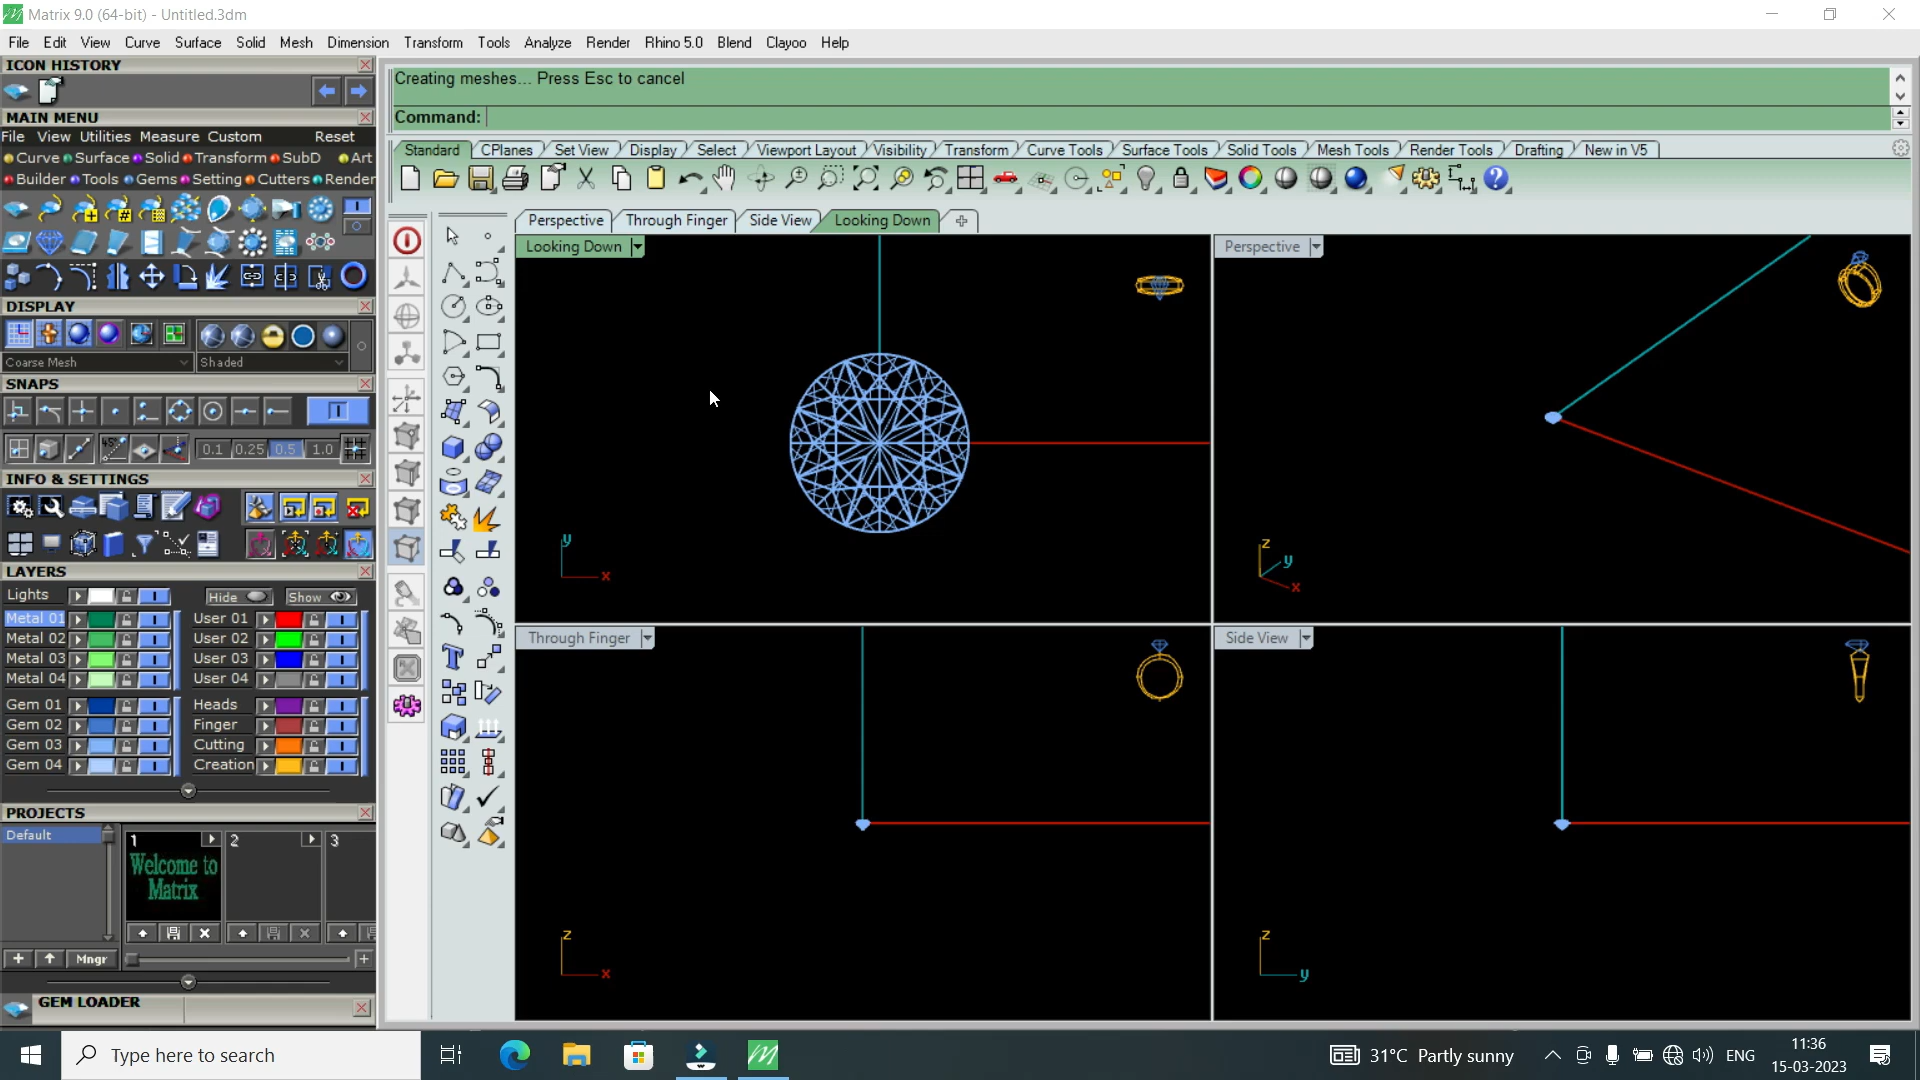 Matrix 9.0 (64-bit) - Untitled.3dm
File Edit View Curve Surface Solid Mesh Dimension Transform Tools Analyze Render Rhino 5.0 Blend Clayoo Help
ICON HISTORY
Creating meshes... Press Esc to cancel
Command:
MAIN MENU
File View Utilities Measure Custom Reset
Curve Surface Solid Transform SubD Art
Builder Tools Gems Setting Cutters Render
Standard CPlanes Set View Display Select Viewport Layout Visibility Transform Curve Tools Surface Tools Solid Tools Mesh Tools Render Tools Drafting New in V5
Perspective Through Finger Side View Looking Down
Looking Down
Perspective
DISPLAY
Coarse Mesh Shaded
SNAPS
0.1 0.25 0.5 1.0
INFO & SETTINGS
y
x
z
y
x
LAYERS
Lights Hide Show
Metal 01 User 01
Metal 02 User 02
Metal 03 User 03
Metal 04 User 04
Gem 01 Heads
Gem 02 Finger
Gem 03 Cutting
Gem 04 Creation
Through Finger
Side View
z
x
z
y
PROJECTS
Default
1 2 3
Welcome to
Matrix
Mngr
GEM LOADER
Type here to search
31°C Partly sunny
ENG
11:36
15-03-2023